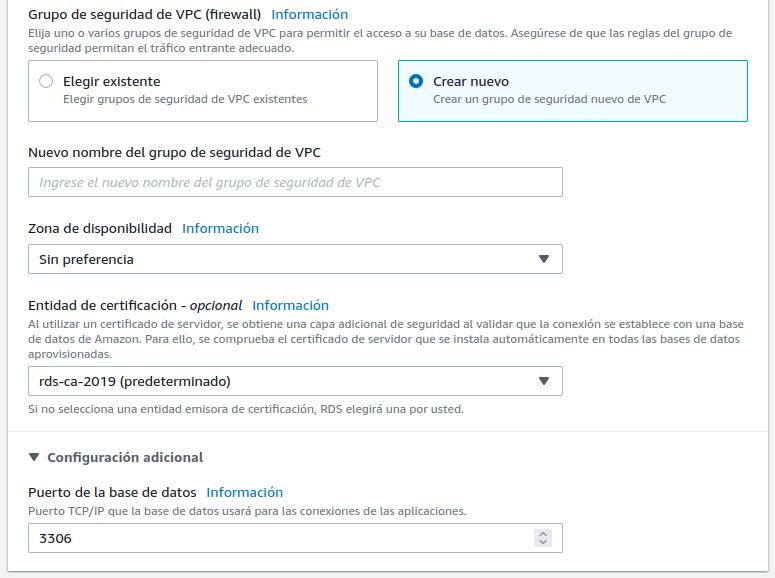 Grupo de seguridad de VPC (firewall) Información
Elija uno o varios grupos de seguridad de VPC para permitir el acceso a su base de datos. Asegúrese de que las reglas del grupo de
seguridad permitan el tráfico entrante adecuado.
Elegir existente
Elegir grupos de seguridad de VPC existentes
Crear nuevo
Crear un grupo de seguridad nuevo de VPC
Nuevo nombre del grupo de seguridad de VPC
Ingrese el nuevo nombre del grupo de seguridad de VPC
Zona de disponibilidad Información
Sin preferencia
Entidad de certificación - opcional Información
Al utilizar un certificado de servidor, se obtiene una capa adicional de seguridad al validar que la conexión se establece con una base
de datos de Amazon. Para ello, se comprueba el certificado de servidor que se instala automáticamente en todas las bases de datos
aprovisionadas.
rds-ca-2019 (predeterminado)
Si no selecciona una entidad emisora de certificación, RDS elegirá una por usted.
Configuración adicional
Puerto de la base de datos Información
Puerto TCP/IP que la base de datos usará para las conexiones de las aplicaciones.
3306